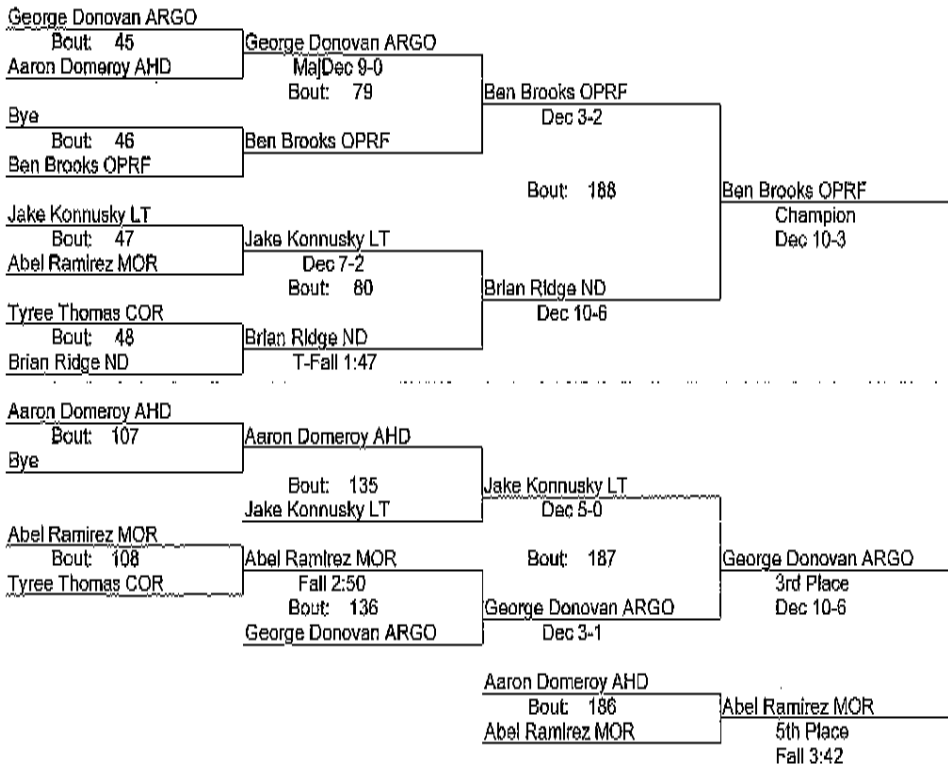 George Donovan ARGO
Bout: 45
Aaron Domeroy AHD
George Donovan ARGO
MajDec 9-0
Bout: 79
Bye
Bout: 46
Ben Brooks OPRF
Ben Brooks OPRF
Ben Brooks OPRF
Dec 3-2
Bout: 188
Jake Konnusky LT
Bout: 47
Abel Ramirez MOR
Jake Konnusky LT
Dec 7-2
Bout: 80
Tyree Thomas COR
Bout: 48
Brian Ridge ND
Brian Ridge ND
T-Fall 1:47
Brian Ridge ND
Dec 10-6
Ben Brooks OPRF
Champion
Dec 10-3
Aaron Domeroy AHD
Bout: 107
Bye
Aaron Domeroy AHD
Bout: 135
Jake Konnusky LT
Jake Konnusky LT
Dec 5-0
Bout: 187
Abel Ramirez MOR
Bout: 108
Tyree Thomas COR
Abel Ramirez MOR
Fall 2:50
Bout: 136
George Donovan ARGO
George Donovan ARGO
Dec 3-1
George Donovan ARGO
3rd Place
Dec 10-6
Aaron Domeroy AHD
Bout: 186
Abel Ramirez MOR
Abel Ramirez MOR
5th Place
Fall 3:42